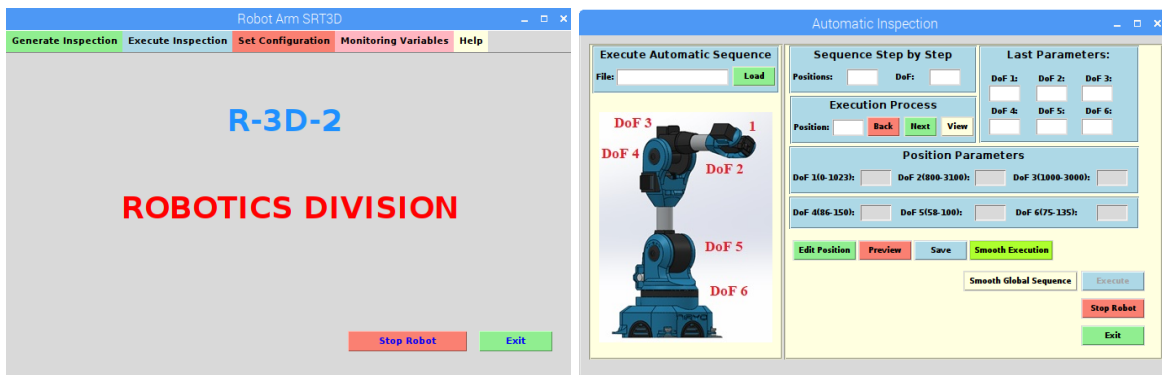 Robot Arm SRT3D
Generate Inspection Execute Inspection Set Configuration Monitoring Variables Help
R-3D-2
ROBOTICS DIVISION
Stop Robot Exit
Automatic Inspection
Execute Automatic Sequence
File: Load
DoF 3
1
DoF 4
DoF 2
DoF 5
DoF 6
Sequence Step by Step
Positions: DoF:
Execution Process
Position: Back Next View
Last Parameters:
DoF 1: DoF 2: DoF 3:
DoF 4: DoF 5: DoF 6:
Position Parameters
DoF 1(0-1023): DoF 2(800-3100): DoF 3(1000-3000):
DoF 4(86-150): DoF 5(58-100): DoF 6(75-135):
Edit Position Preview Save Smooth Execution
Smooth Global Sequence Execute
Stop Robot
Exit